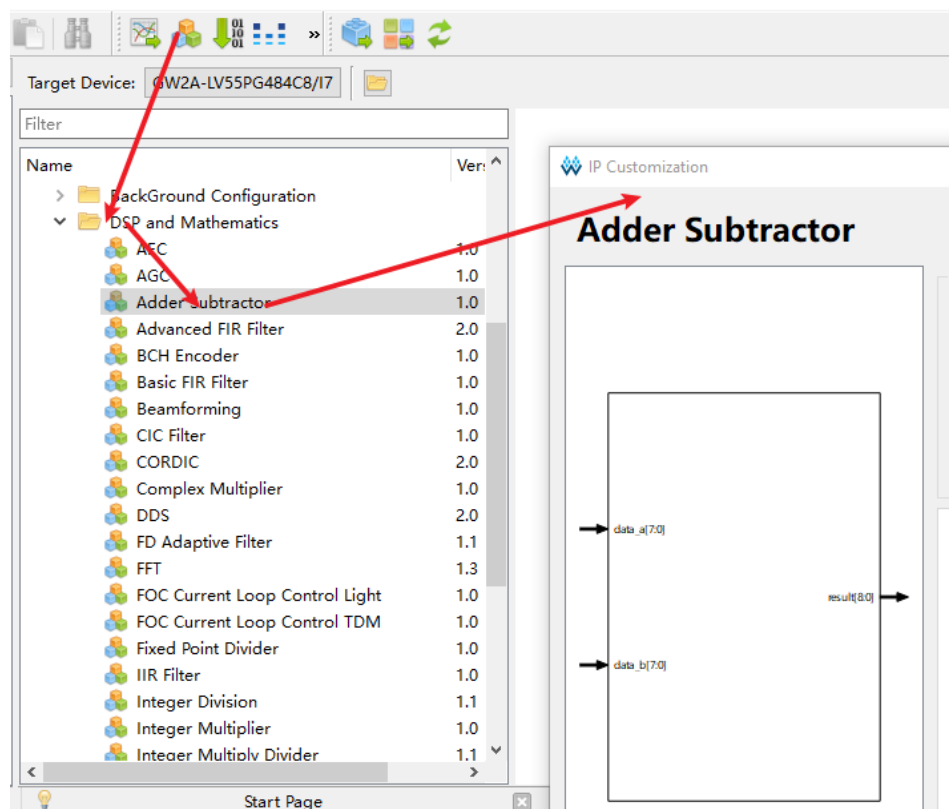 »
Target Device: GW2A-LV55PG484C8/I7
Filter
Name Ver
BackGround Configuration
DSP and Mathematics
AEC 1.0
AGC 1.0
Adder Subtractor 1.0
Advanced FIR Filter 2.0
BCH Encoder 1.0
Basic FIR Filter 1.0
Beamforming 1.0
CIC Filter 1.0
CORDIC 2.0
Complex Multiplier 1.0
DDS 2.0
FD Adaptive Filter 1.1
FFT 1.3
FOC Current Loop Control Light 1.0
FOC Current Loop Control TDM 1.0
Fixed Point Divider 1.0
IIR Filter 1.0
Integer Division 1.1
Integer Multiplier 1.0
Integer Multiply Divider 1.1
Start Page
IP Customization
Adder Subtractor
data_a[7:0]
result[8:0]
data_b[7:0]